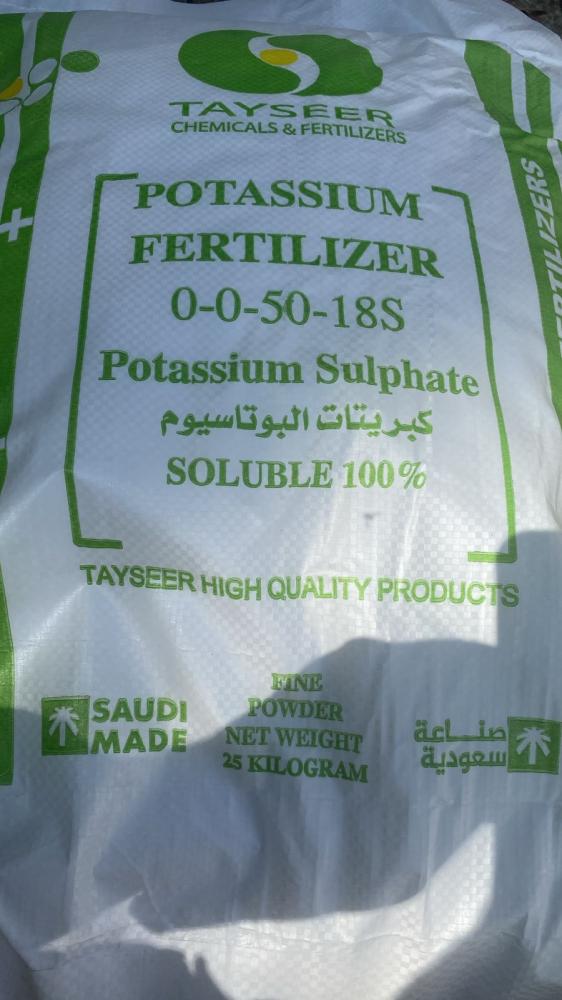 TAYSEER
CHEMICALS & FERTILIZERS
POTASSIUM
FERTILIZER
0-0-50-18S
Potassium Sulphate
كبريتات البوتاسيوم
SOLUBLE 100%
TAYSEER HIGH QUALITY PRODUCTS
SAUDI
MADE
FINE
POWDER
NET WEIGHT
25 KILOGRAM
صناعة
سعودية
FERTILIZERS